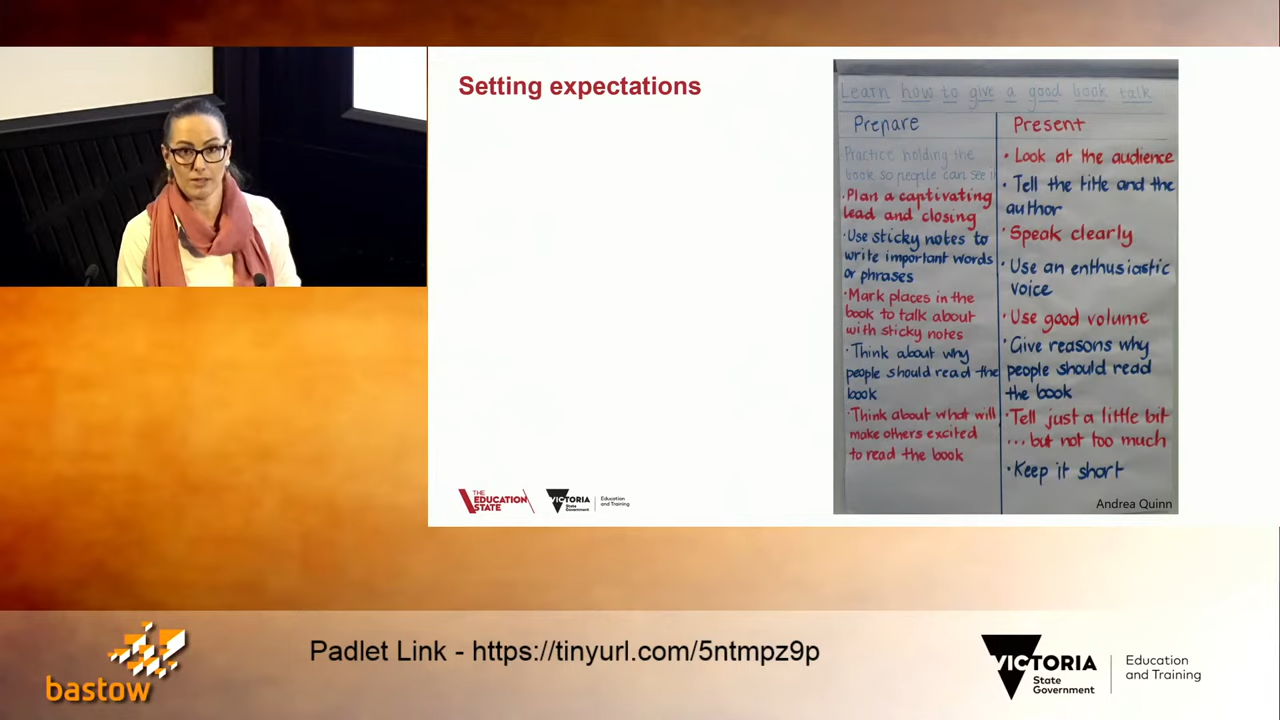 Setting expectations
Learn how to give a good book talk
Prepare
Practice holding the
book so people can see it
·Plan a captivating
lead and closing
·Use sticky notes to
write important words
or phrases
·Mark places in the
book to talk about
with sticky notes
·Think about why
people should read the
book
·Think about what will
make others excited
to read the book
Present
· Look at the audience
· Tell the title and the
author
· Speak clearly
· Use an enthusiastic
voice
· Use good volume
· Give reasons why
people should read
the book
· Tell just a little bit
... but not too much
· Keep it short
Andrea Quinn
THE
EDUCATION
STATE
VICTORIA
State
Government
Education
and Training
bastow
Padlet Link - https://tinyurl.com/5ntmpz9p
VICTORIA
State
Government
Education
and Training